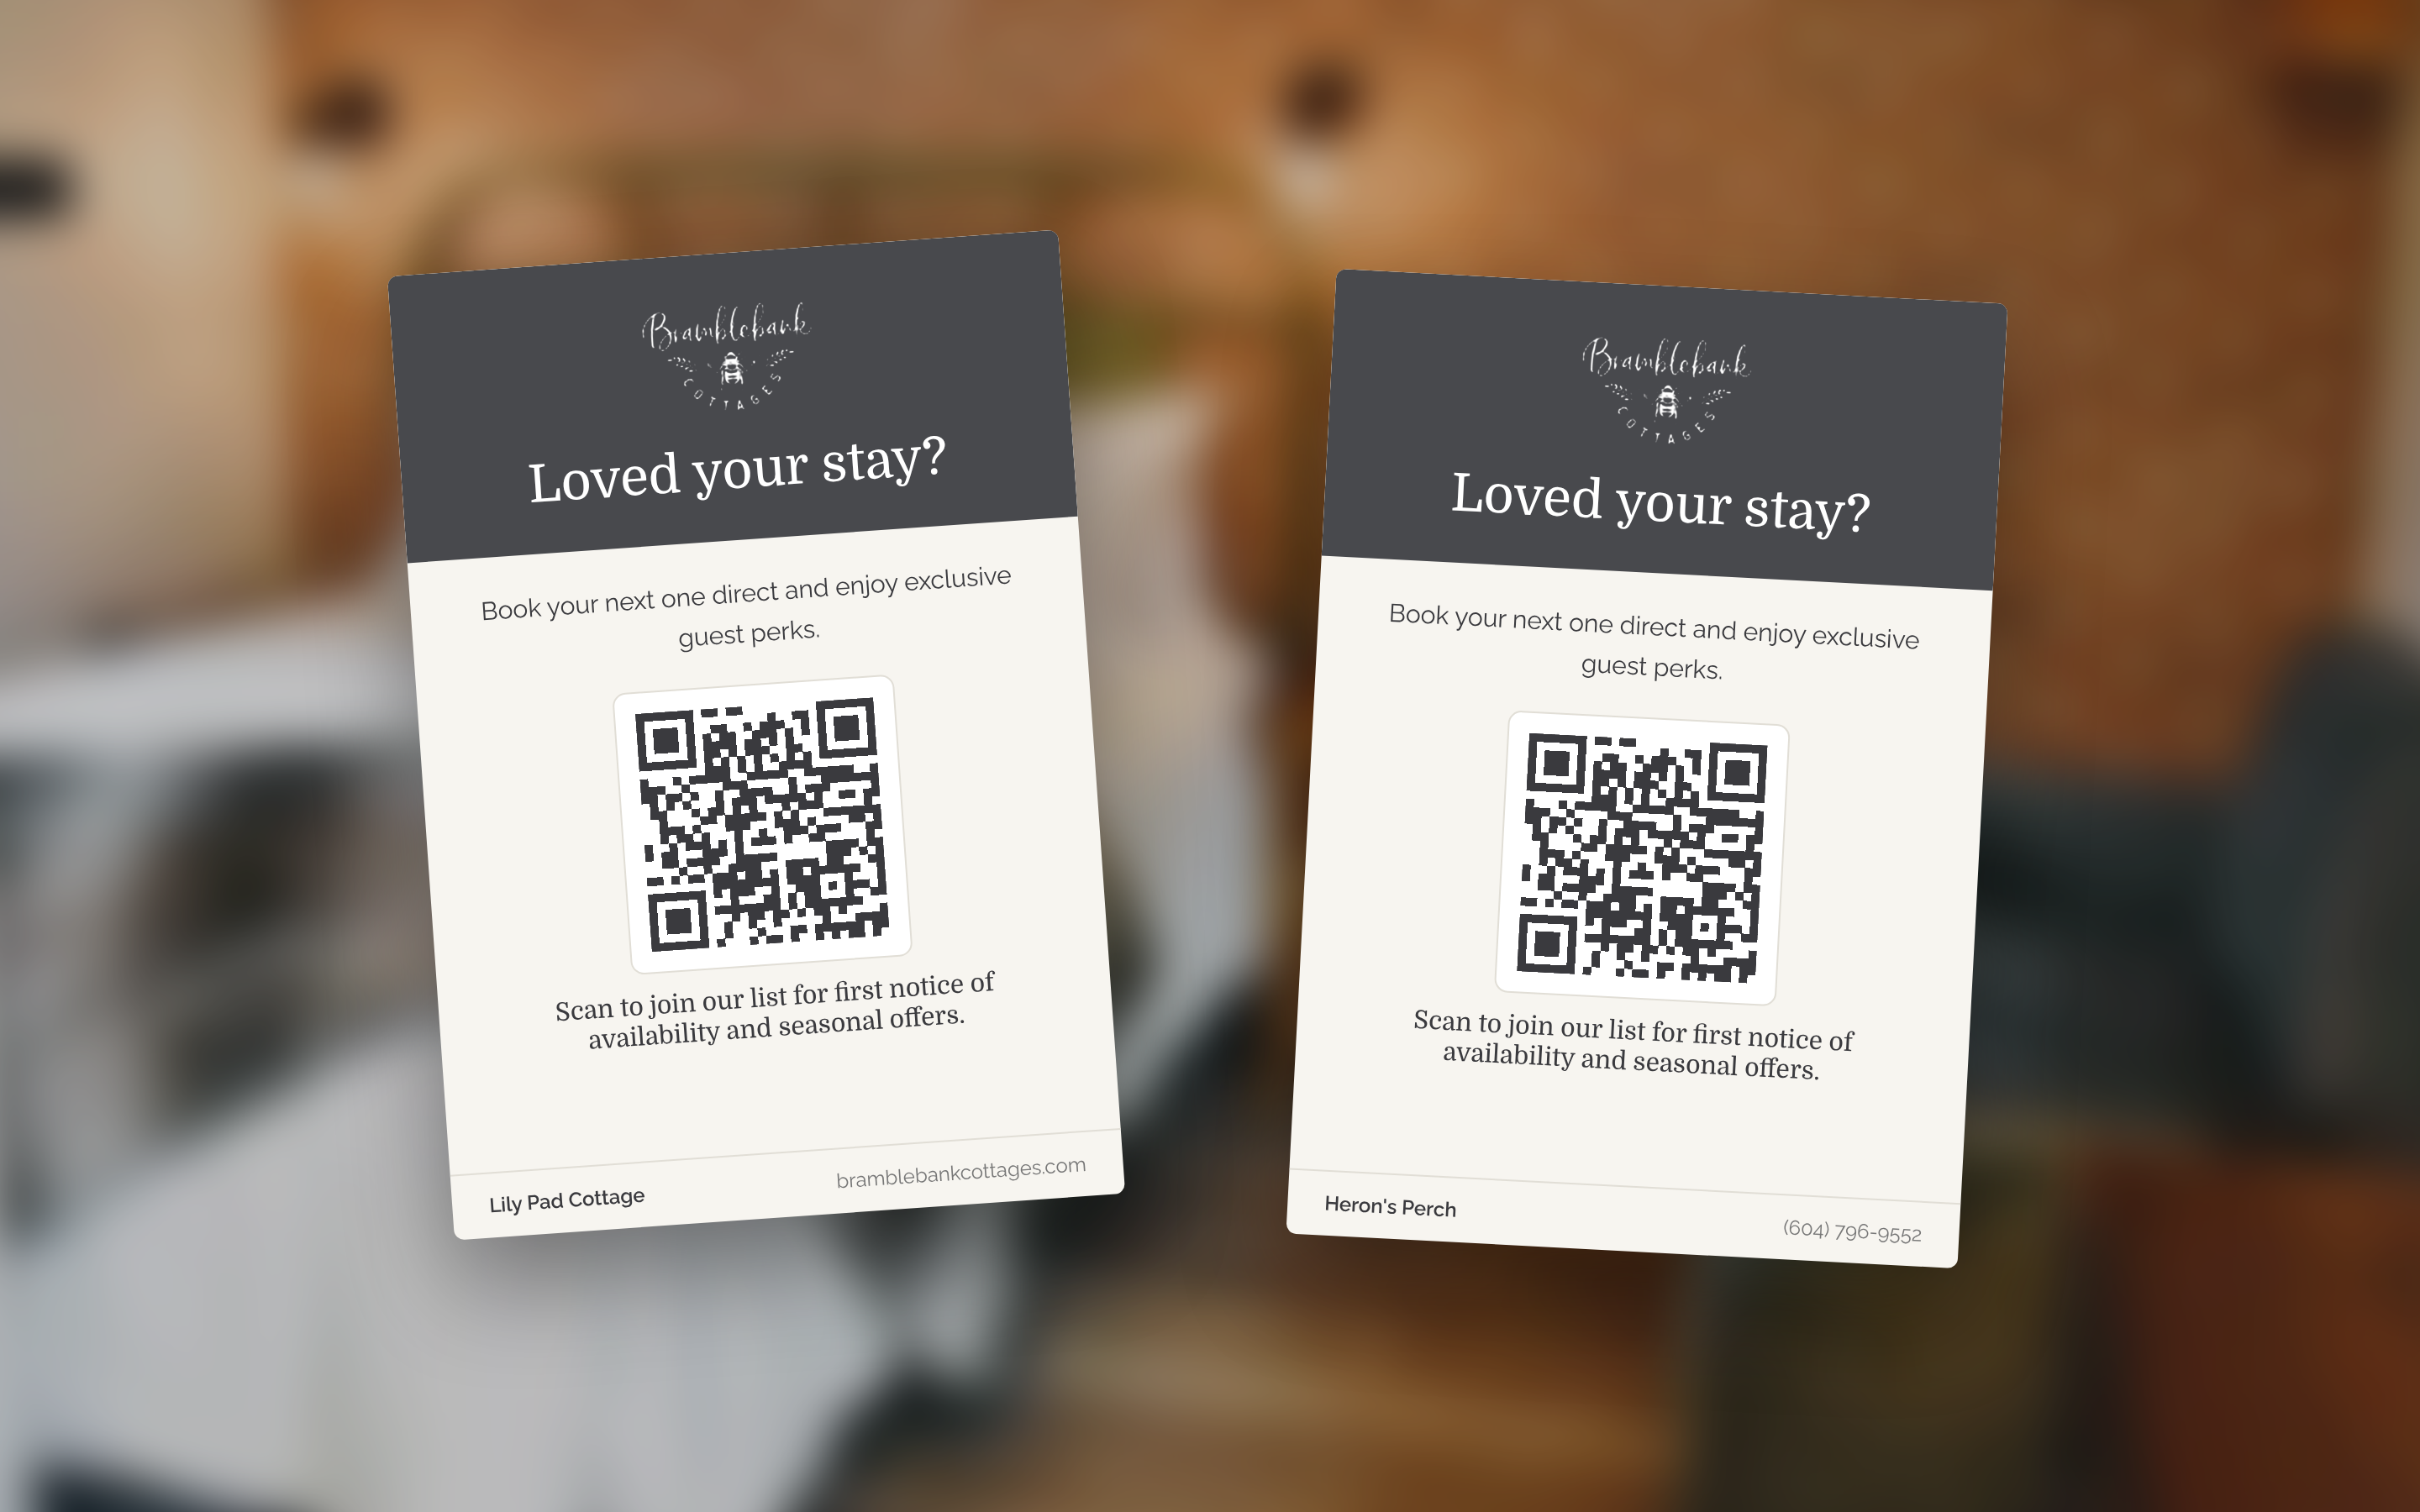 Bramblebank
COTTAGES
Loved your stay?
Book your next one direct and enjoy exclusive
guest perks.
Scan to join our list for first notice of
availability and seasonal offers.
Lily Pad Cottage
bramblebankcottages.com
Bramblebank
COTTAGES
Loved your stay?
Book your next one direct and enjoy exclusive
guest perks.
Scan to join our list for first notice of
availability and seasonal offers.
Heron's Perch
(604) 796-9552